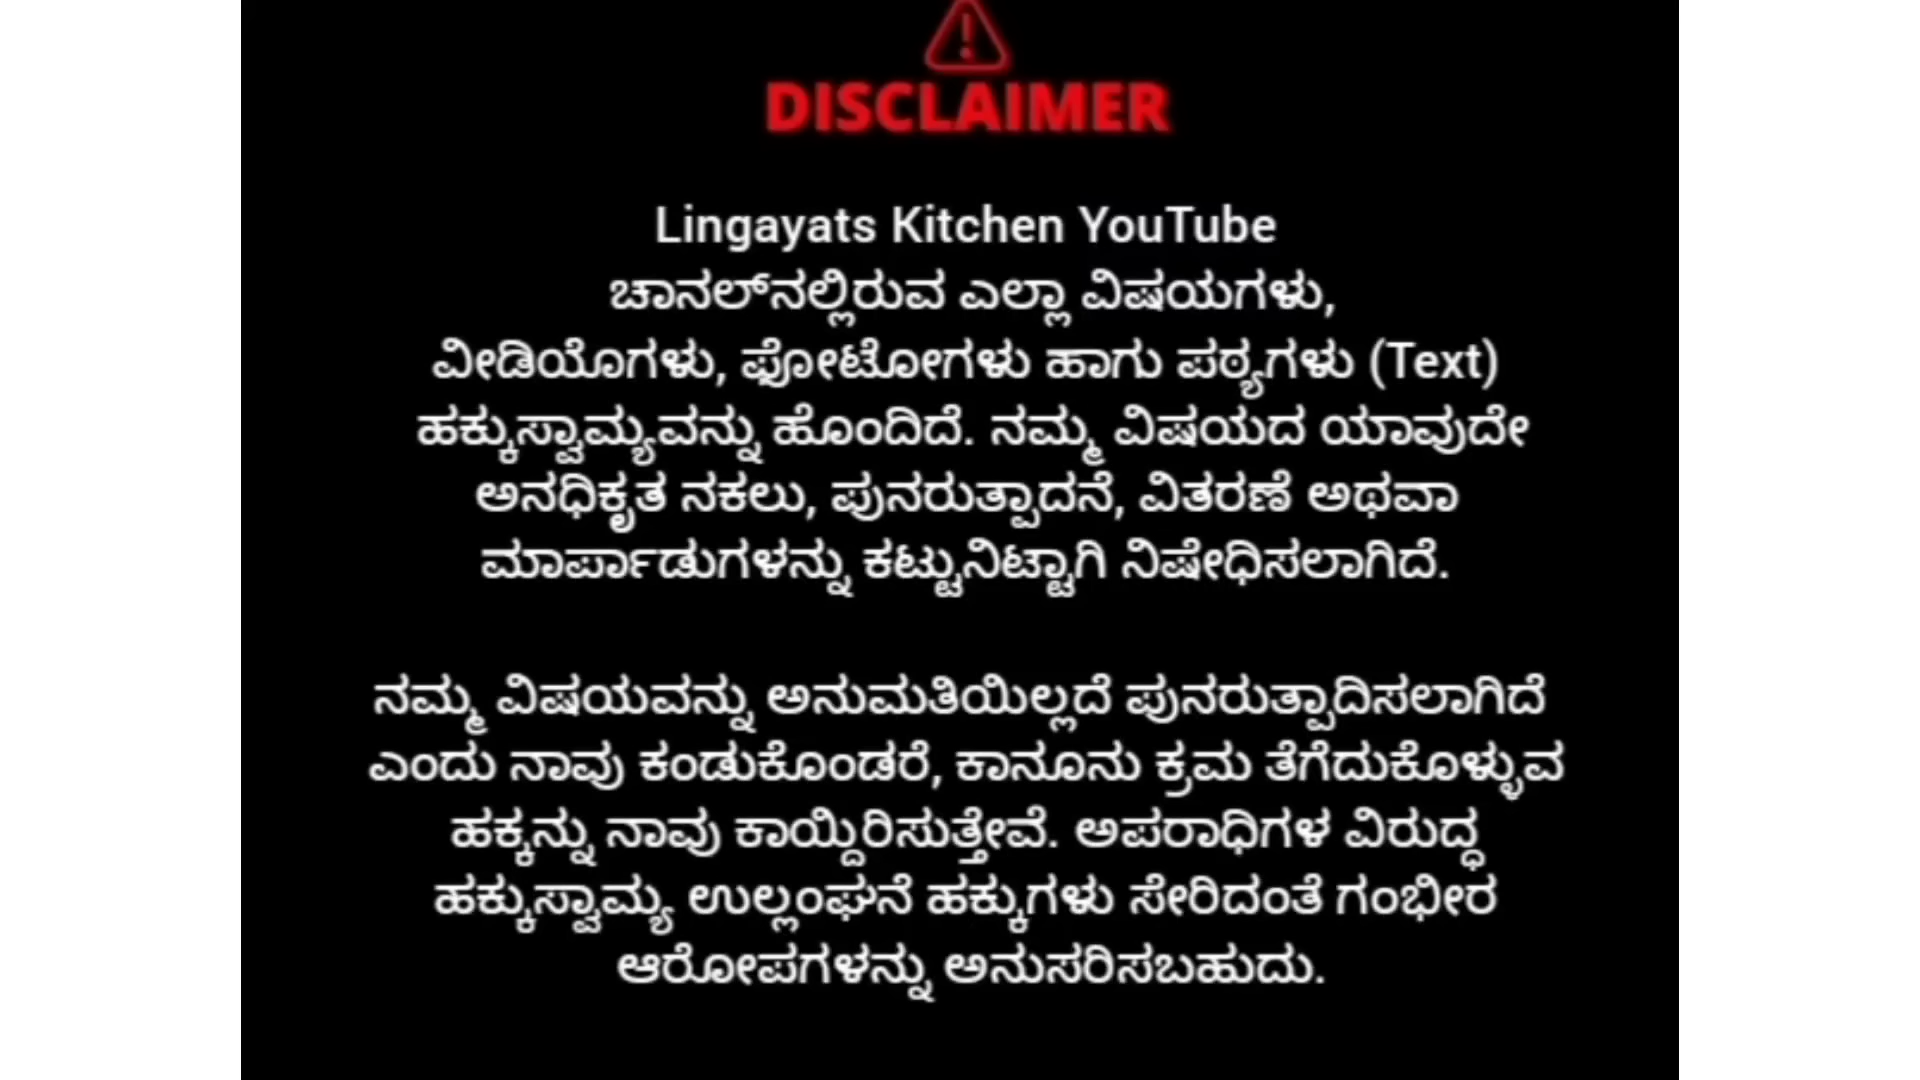 DISCLAIMER
Lingayats Kitchen YouTube
ಚಾನಲ್‌ನಲ್ಲಿರುವ ಎಲ್ಲಾ ವಿಷಯಗಳು,
ವೀಡಿಯೊಗಳು, ಫೋಟೋಗಳು ಹಾಗು ಪಠ್ಯಗಳು (Text)
ಹಕ್ಕುಸ್ವಾಮ್ಯವನ್ನು ಹೊಂದಿದೆ. ನಮ್ಮ ವಿಷಯದ ಯಾವುದೇ
ಅನಧಿಕೃತ ನಕಲು, ಪುನರುತ್ಪಾದನೆ, ವಿತರಣೆ ಅಥವಾ
ಮಾರ್ಪಾಡುಗಳನ್ನು ಕಟ್ಟುನಿಟ್ಟಾಗಿ ನಿಷೇಧಿಸಲಾಗಿದೆ.
ನಮ್ಮ ವಿಷಯವನ್ನು ಅನುಮತಿಯಿಲ್ಲದೆ ಪುನರುತ್ಪಾದಿಸಲಾಗಿದೆ
ಎಂದು ನಾವು ಕಂಡುಕೊಂಡರೆ, ಕಾನೂನು ಕ್ರಮ ತೆಗೆದುಕೊಳ್ಳುವ
ಹಕ್ಕನ್ನು ನಾವು ಕಾಯ್ದಿರಿಸುತ್ತೇವೆ. ಅಪರಾಧಿಗಳ ವಿರುದ್ಧ
ಹಕ್ಕುಸ್ವಾಮ್ಯ ಉಲ್ಲಂಘನೆ ಹಕ್ಕುಗಳು ಸೇರಿದಂತೆ ಗಂಭೀರ
ಆರೋಪಗಳನ್ನು ಅನುಸರಿಸಬಹುದು.